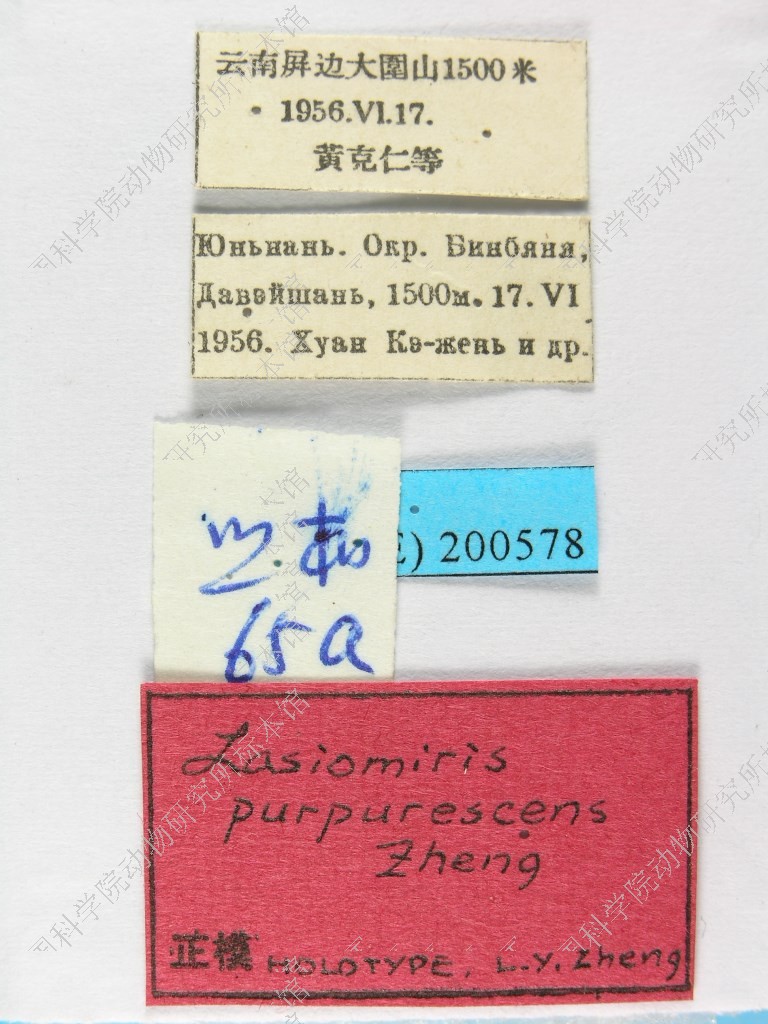 云南屏边大圍山1500米
1956.VI.17.
黄克仁等
Юньнань. Окр. Бинбяня,
Давэйшань, 1500м. 17. VI
1956. Хуан Кэ-жень и др.
) 200578
65a
Lasiomiris
purpurescens
Zheng
正模 HOLOTYPE, L.Y. Zheng